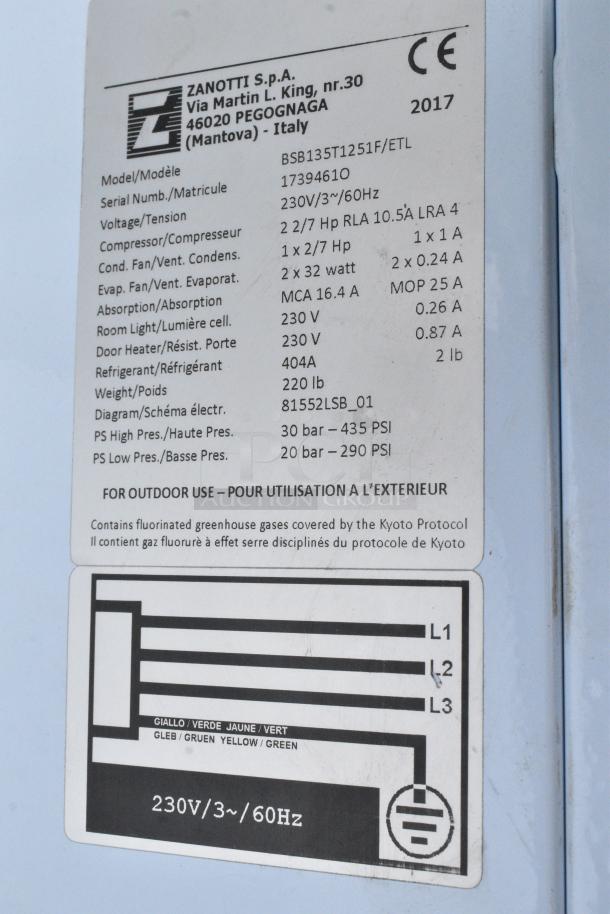 ZANOTTI S.p.A.
Via Martin L. King, nr.30
46020 PEGOGNAGA
(Mantova) - Italy
CE
2017
Model/Modèle BSB135T1251F/ETL
Serial Numb./Matricule 1739461O
Voltage/Tension 230V/3~/60Hz
Compressor/Compresseur 2 2/7 Hp RLA 10.5A LRA 4
Cond. Fan/Vent. Condens. 1 x 2/7 Hp 1 x 1 A
Evap. Fan/Vent. Evaporat. 2 x 32 watt 2 x 0.24 A
Absorption/Absorption MCA 16.4 A MOP 25 A
Room Light/Lumière cell. 230 V 0.26 A
Door Heater/Résist. Porte 230 V 0.87 A
Refrigerant/Réfrigérant 404A 2 lb
Weight/Poids 220 lb
Diagram/Schéma électr. 81552LSB_01
PS High Pres./Haute Pres. 30 bar – 435 PSI
PS Low Pres./Basse Pres. 20 bar – 290 PSI
PCI
AUCTION GROUP
FOR OUTDOOR USE – POUR UTILISATION A L'EXTERIEUR
Contains fluorinated greenhouse gases covered by the Kyoto Protocol
Il contient gaz fluorurè à effet serre disciplinés du protocole de Kyoto
L1
L2
L3
GIALLO / VERDE JAUNE / VERT
GLEB / GRUEN YELLOW / GREEN
230V/3~/60Hz